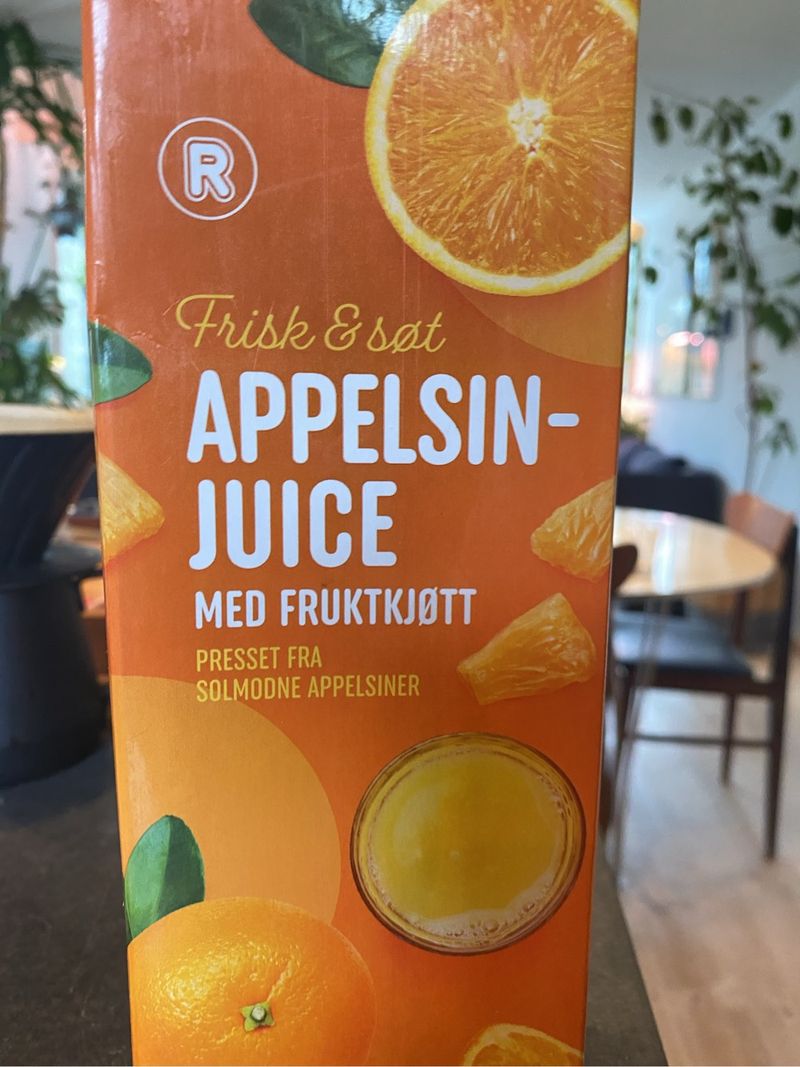 R
Frisk & søt
APPELSIN-
JUICE
MED FRUKTKJØTT
PRESSET FRA
SOLMODNE APPELSINER